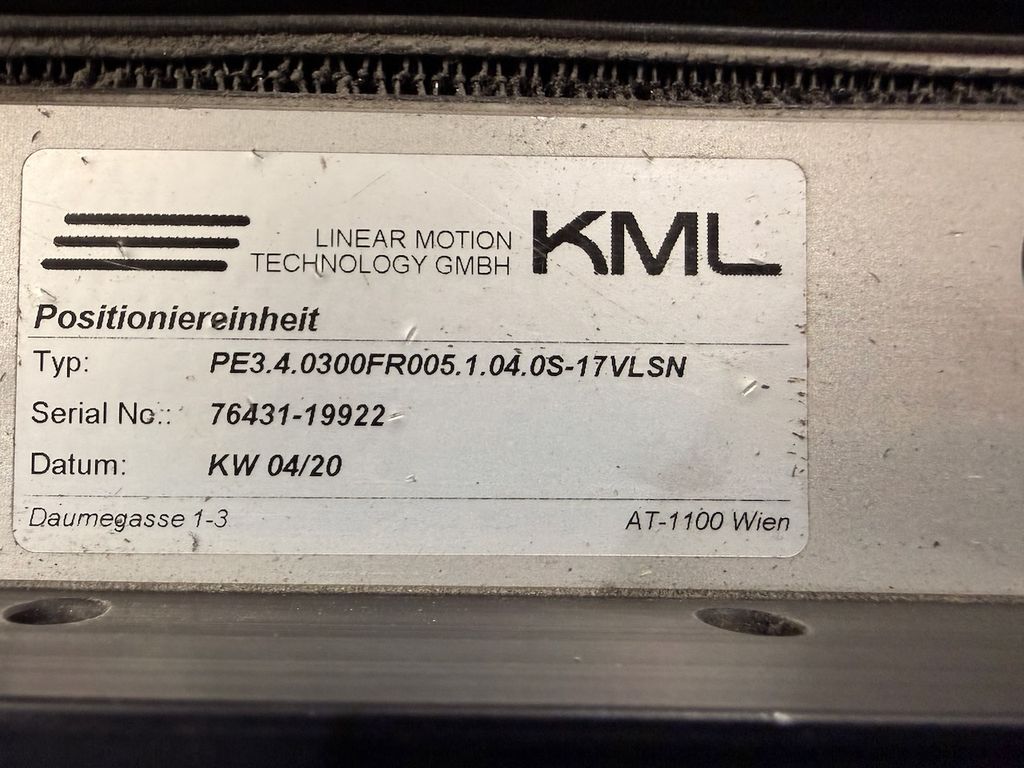 LINEAR MOTION
TECHNOLOGY GMBH
KML
Positioniereinheit
Typ: PE3.4.0300FR005.1.04.0S-17VLSN
Serial No.: 76431-19922
Datum: KW 04/20
Daumegasse 1-3 AT-1100 Wien